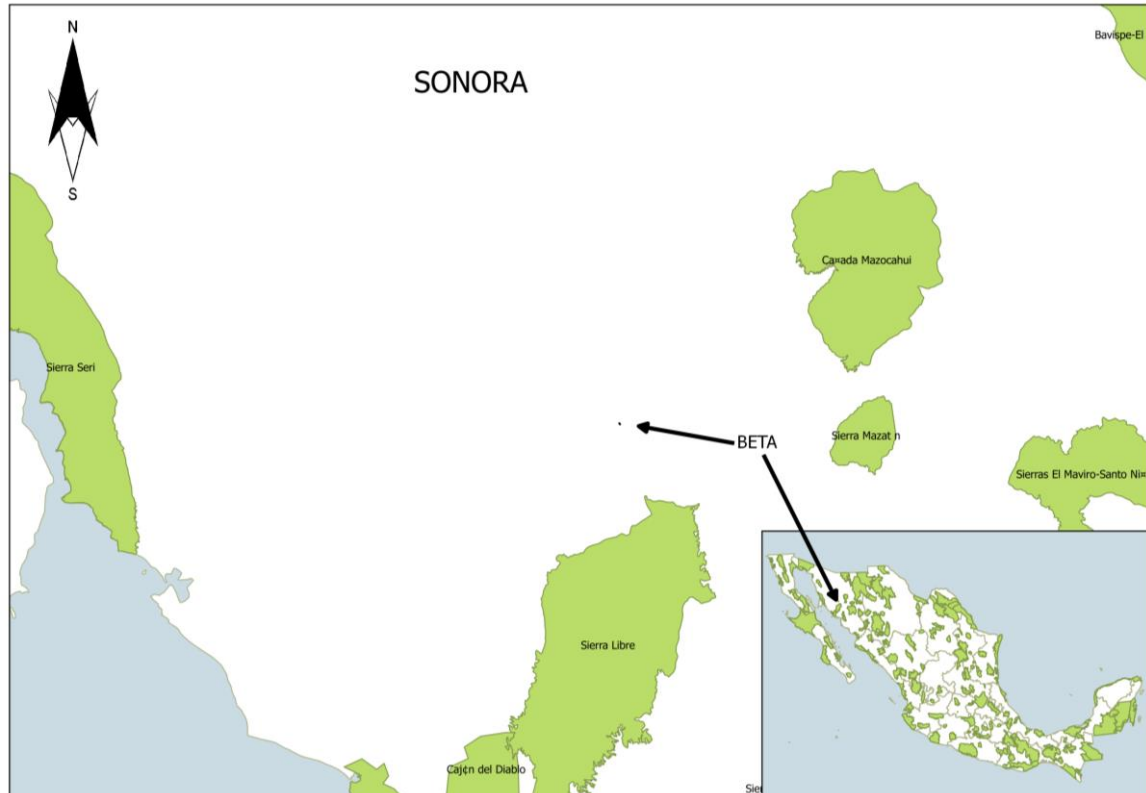 N
S
SONORA
Bavispe-El
Ca¤ada Mazocahui
Sierra Seri
Sierra Mazat n
BETA
Sierras El Maviro-Santo Ni¤
Sierra Libre
Caj¢n del Diablo
Sier